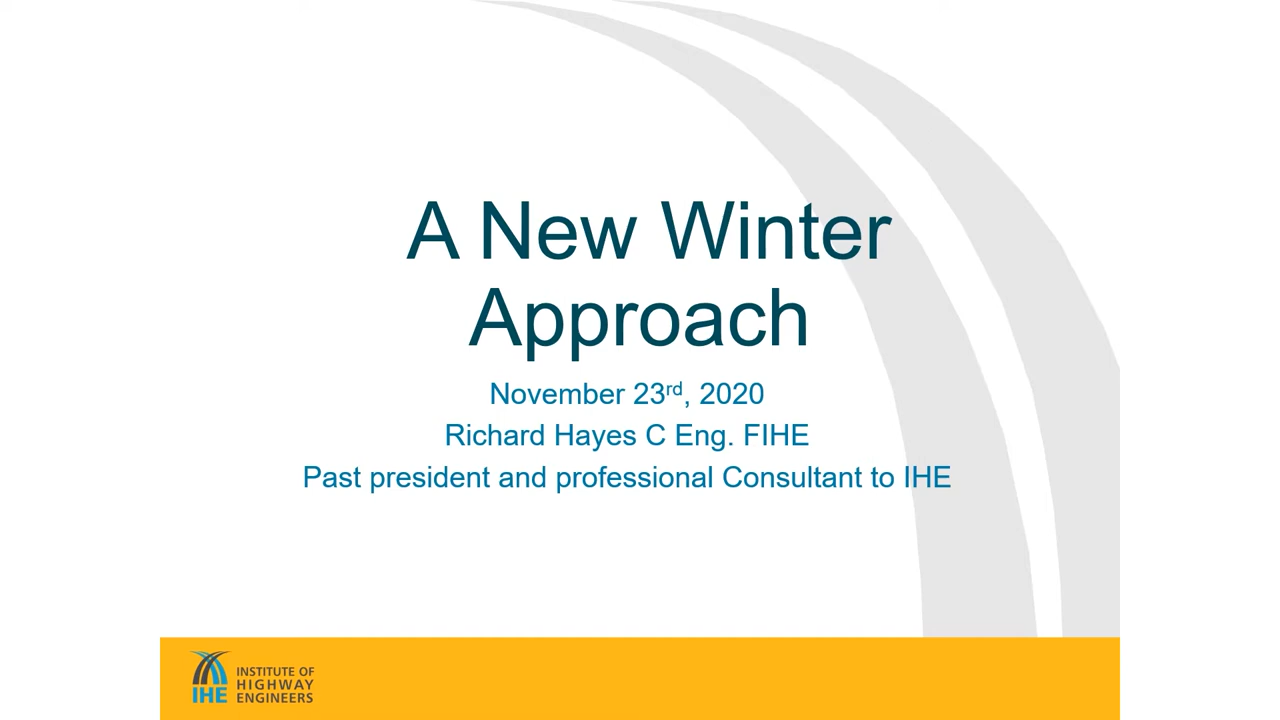 A New Winter
Approach
November 23rd, 2020
Richard Hayes C Eng. FIHE
Past president and professional Consultant to IHE
IHE
INSTITUTE OF
HIGHWAY
ENGINEERS